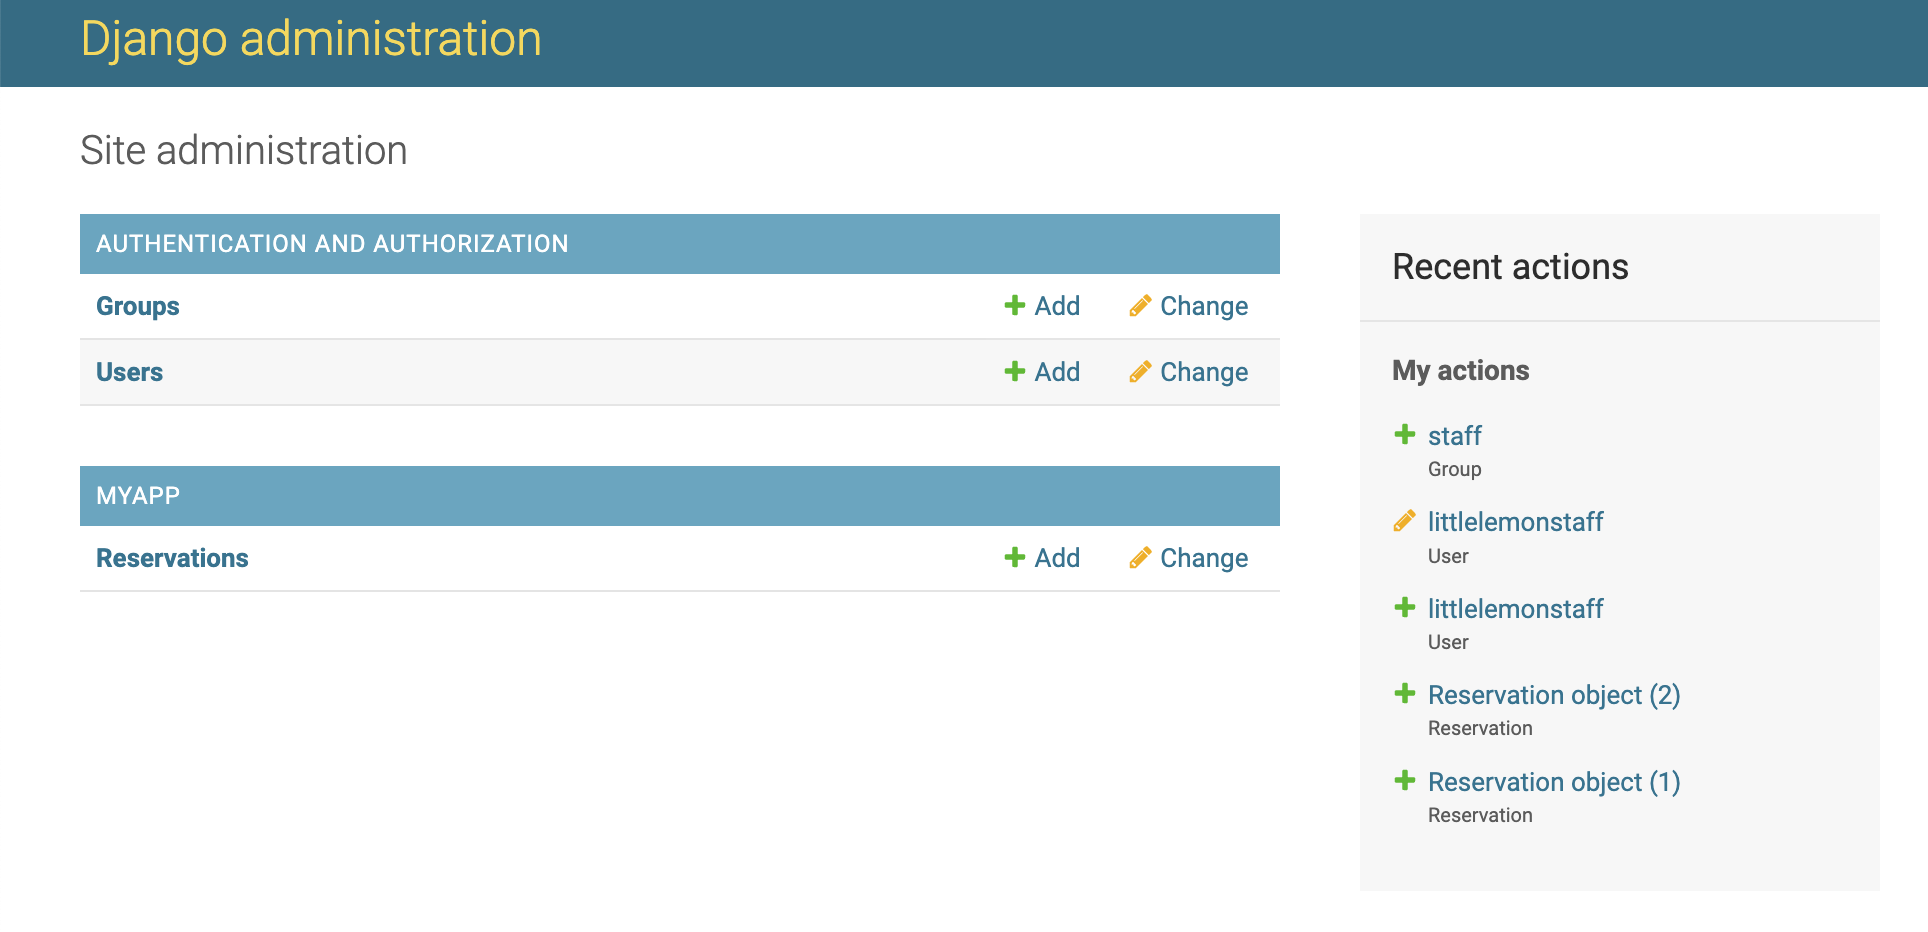 Django administration
Site administration
AUTHENTICATION AND AUTHORIZATION
Groups Add Change
Users Add Change
MYAPP
Reservations Add Change
Recent actions
My actions
staff
Group
littlelemonstaff
User
littlelemonstaff
User
Reservation object (2)
Reservation
Reservation object (1)
Reservation